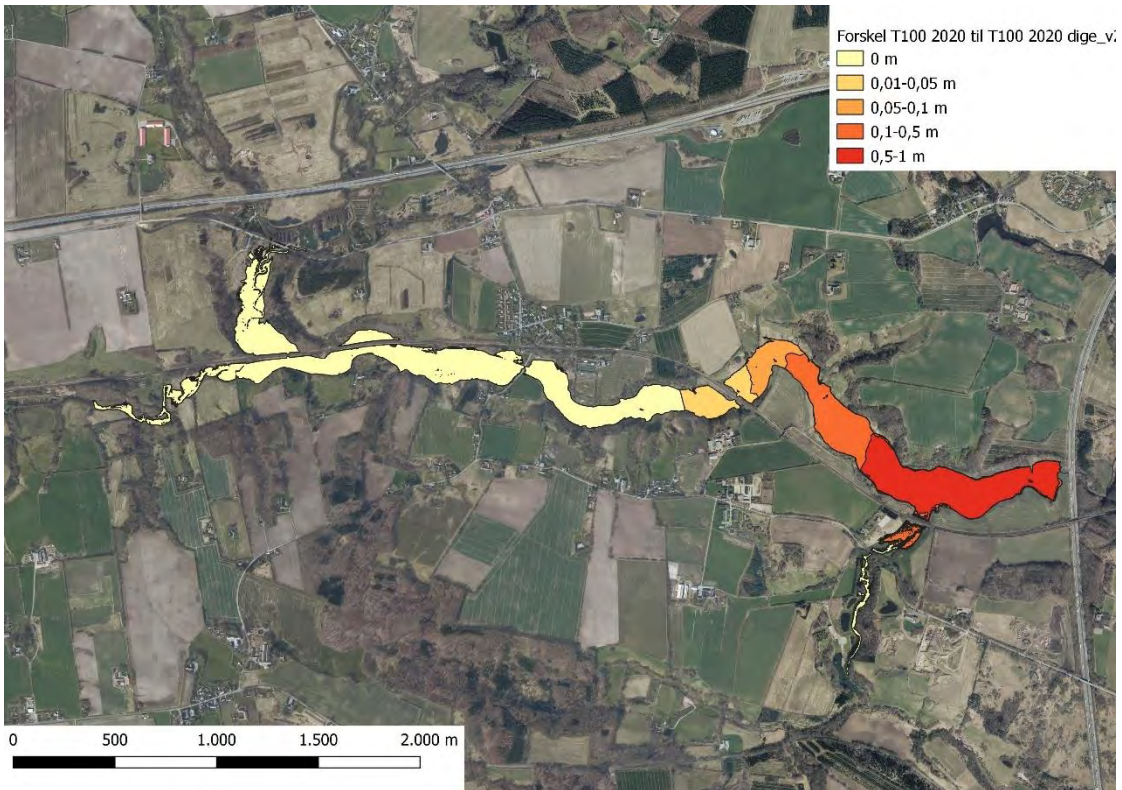 Forskel T100 2020 til T100 2020 dige_v2
0 m
0,01-0,05 m
0,05-0,1 m
0,1-0,5 m
0,5-1 m
0 500 1.000 1.500 2.000 m